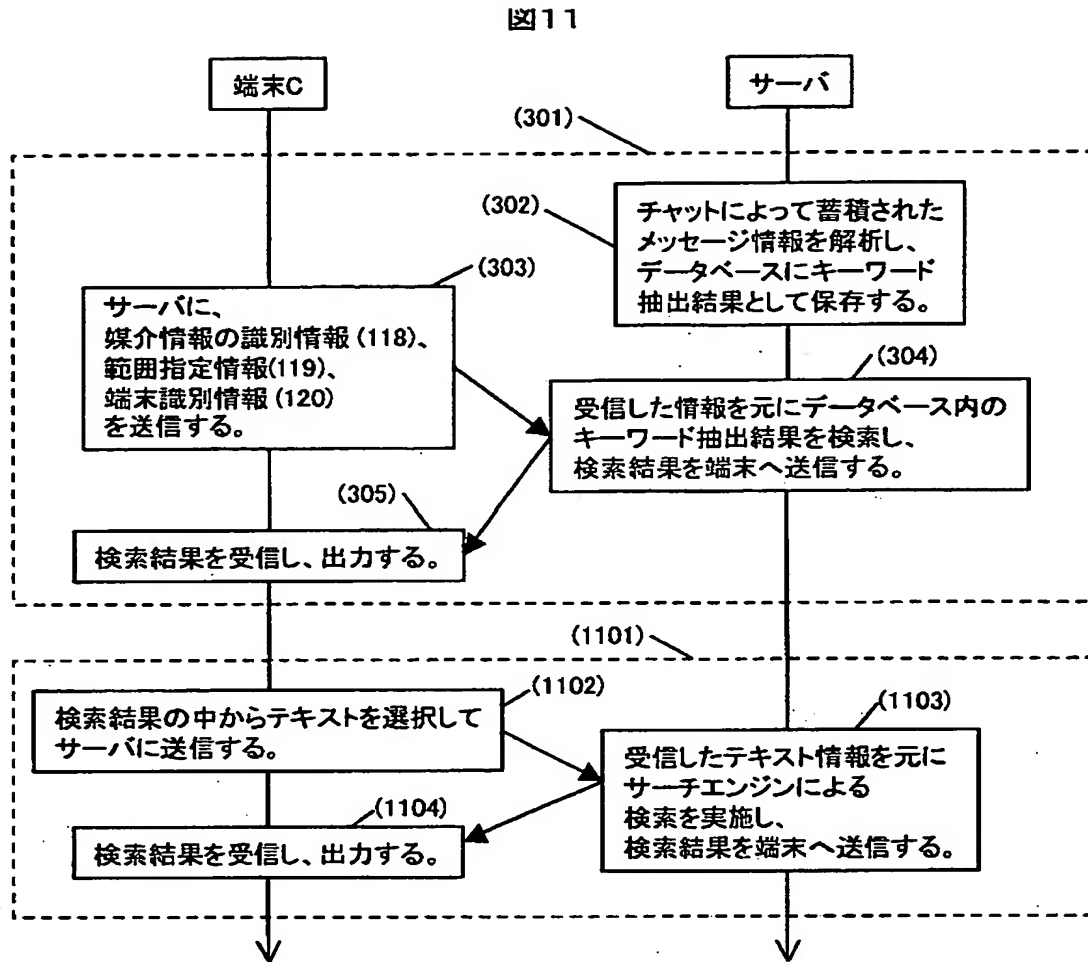 図11
端末C
サーバ
(301)
(302)
チャットによって蓄積された
メッセージ情報を解析し、
データベースにキーワード
抽出結果として保存する。
(303)
サーバに、
媒介情報の識別情報(118)、
範囲指定情報(119)、
端末識別情報(120)
を送信する。
(304)
受信した情報を元にデータベース内の
キーワード抽出結果を検索し、
検索結果を端末へ送信する。
(305)
検索結果を受信し、出力する。
(1101)
(1102)
検索結果の中からテキストを選択して
サーバに送信する。
(1103)
受信したテキスト情報を元に
サーチエンジンによる
検索を実施し、
検索結果を端末へ送信する。
(1104)
検索結果を受信し、出力する。